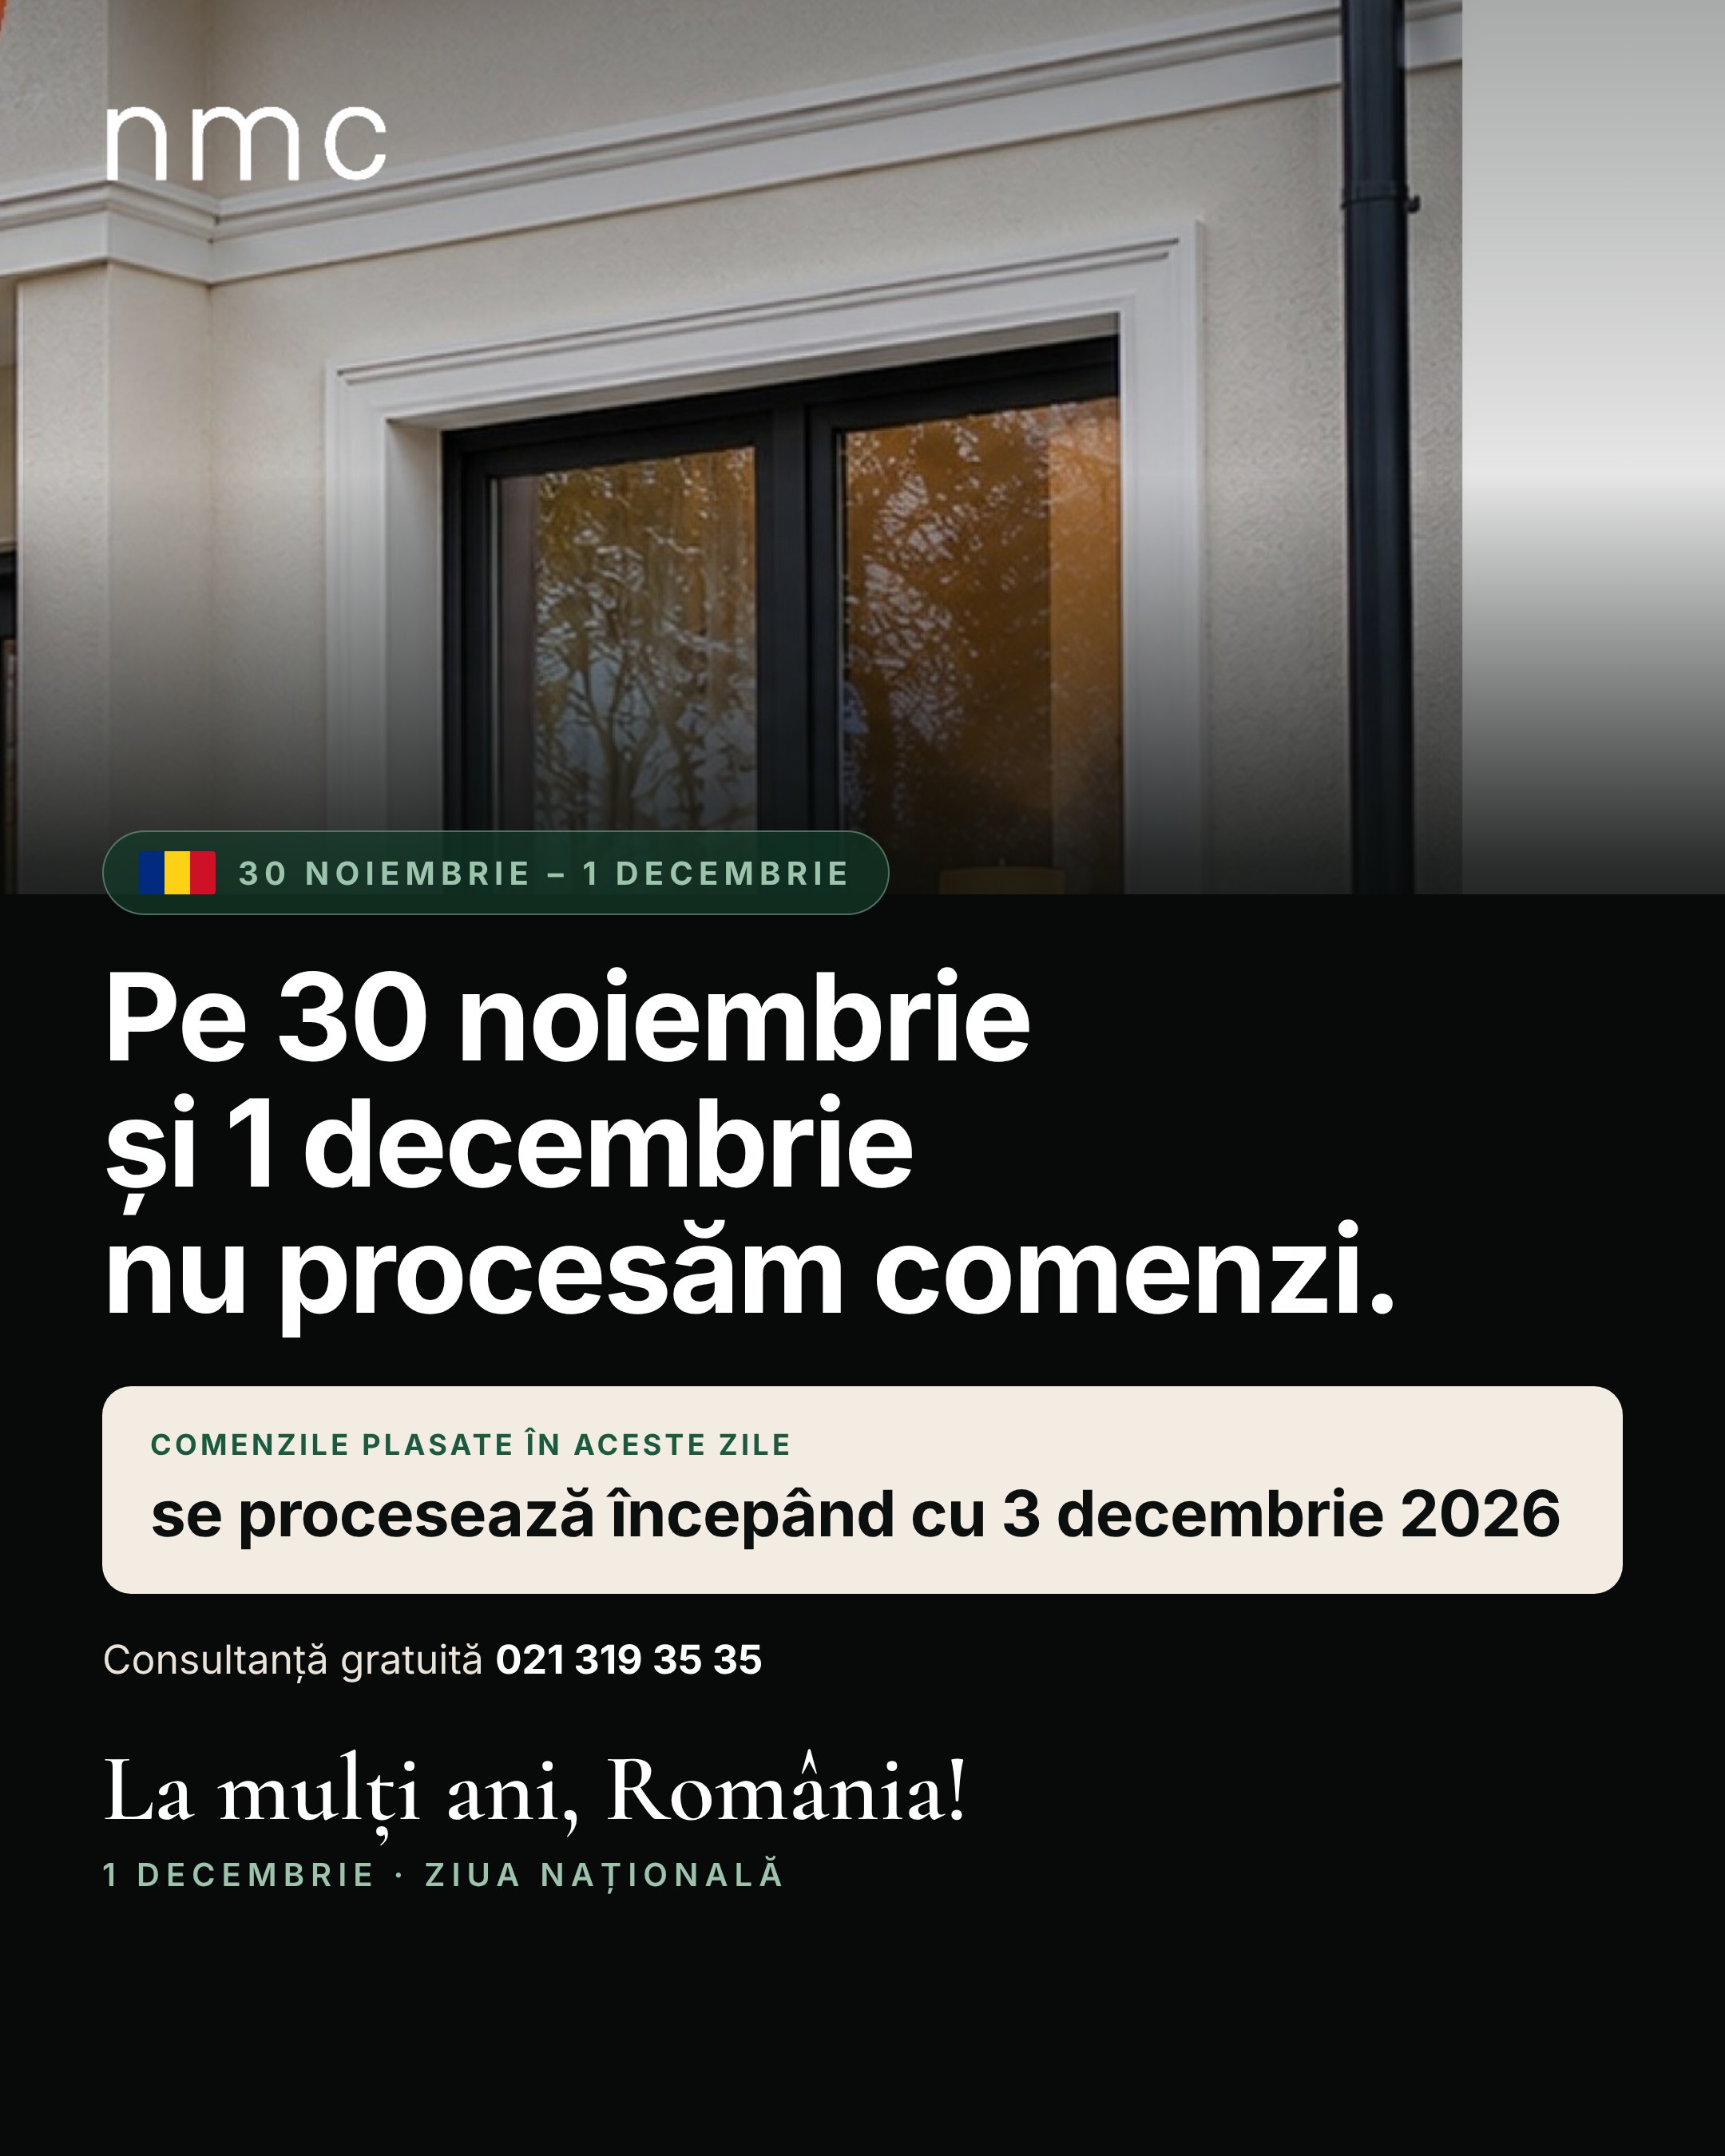 nmc
30 NOIEMBRIE – 1 DECEMBRIE
Pe 30 noiembrie
și 1 decembrie
nu procesăm comenzi.
COMENZILE PLASATE ÎN ACESTE ZILE
se procesează începând cu 3 decembrie 2026
Consultanță gratuită 021 319 35 35
La mulți ani, România!
1 DECEMBRIE · ZIUA NAȚIONALĂ